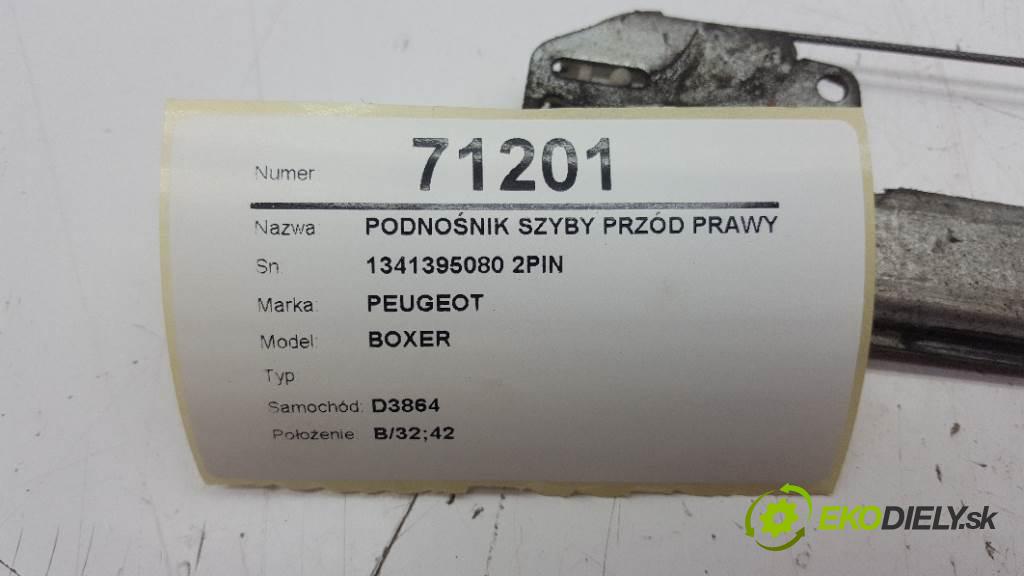 Numer 71201
Nazwa PODNOŚNIK SZYBY PRZÓD PRAWY
Sn: 1341395080 2PIN
Marka: PEUGEOT
Model: BOXER
Typ
Samochód: D3864
Położenie: B/32;42
EKODIELY.sk